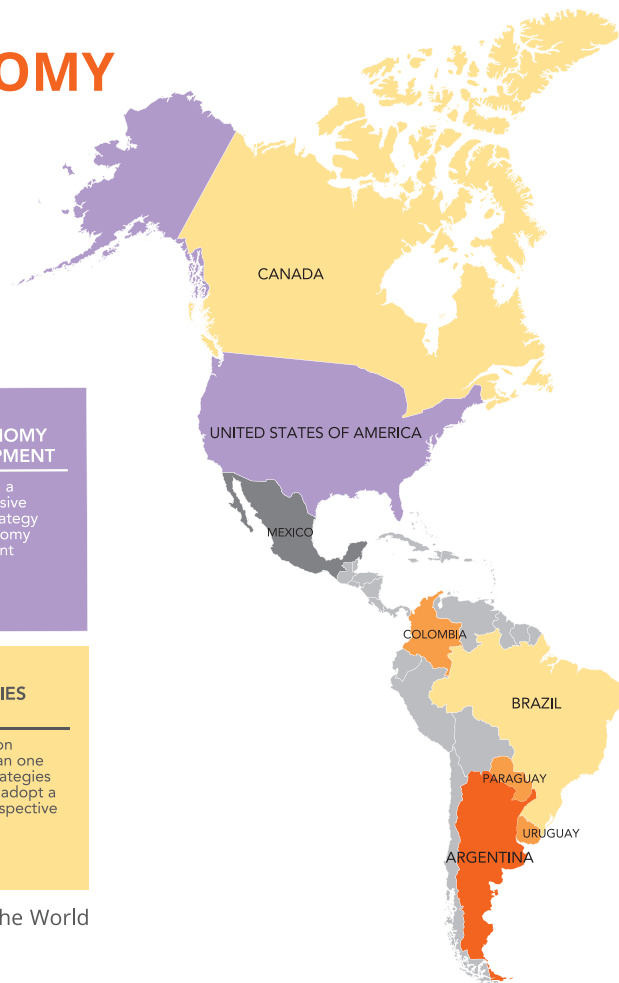 OMY
CANADA
UNITED STATES OF AMERICA
MEXICO
COLOMBIA
BRAZIL
PARAGUAY
URUGUAY
ARGENTINA
NOMY
PMENT
a
sive
ategy
nomy
nt
IES
on
an one
ategies
adopt a
spective
he World